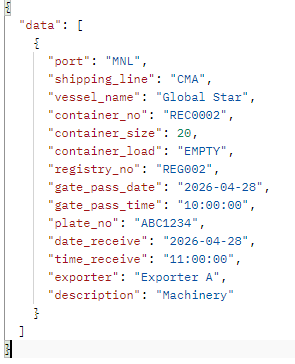 {
"data": [
{
"port": "MNL",
"shipping_line": "CMA",
"vessel_name": "Global Star",
"container_no": "REC0002",
"container_size": 20,
"container_load": "EMPTY",
"registry_no": "REG002",
"gate_pass_date": "2026-04-28",
"gate_pass_time": "10:00:00",
"plate_no": "ABC1234",
"date_receive": "2026-04-28",
"time_receive": "11:00:00",
"exporter": "Exporter A",
"description": "Machinery"
}
]
}